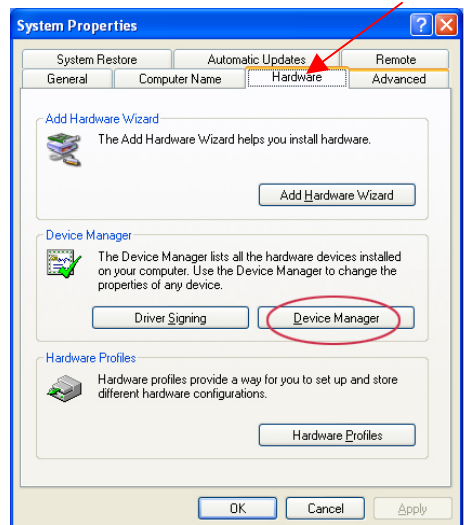 System Properties
System Restore Automatic Updates Remote
General Computer Name Hardware Advanced
Add Hardware Wizard
The Add Hardware Wizard helps you install hardware.
Add Hardware Wizard
Device Manager
The Device Manager lists all the hardware devices installed
on your computer. Use the Device Manager to change the
properties of any device.
Driver Signing Device Manager
Hardware Profiles
Hardware profiles provide a way for you to set up and store
different hardware configurations.
Hardware Profiles
OK Cancel Apply